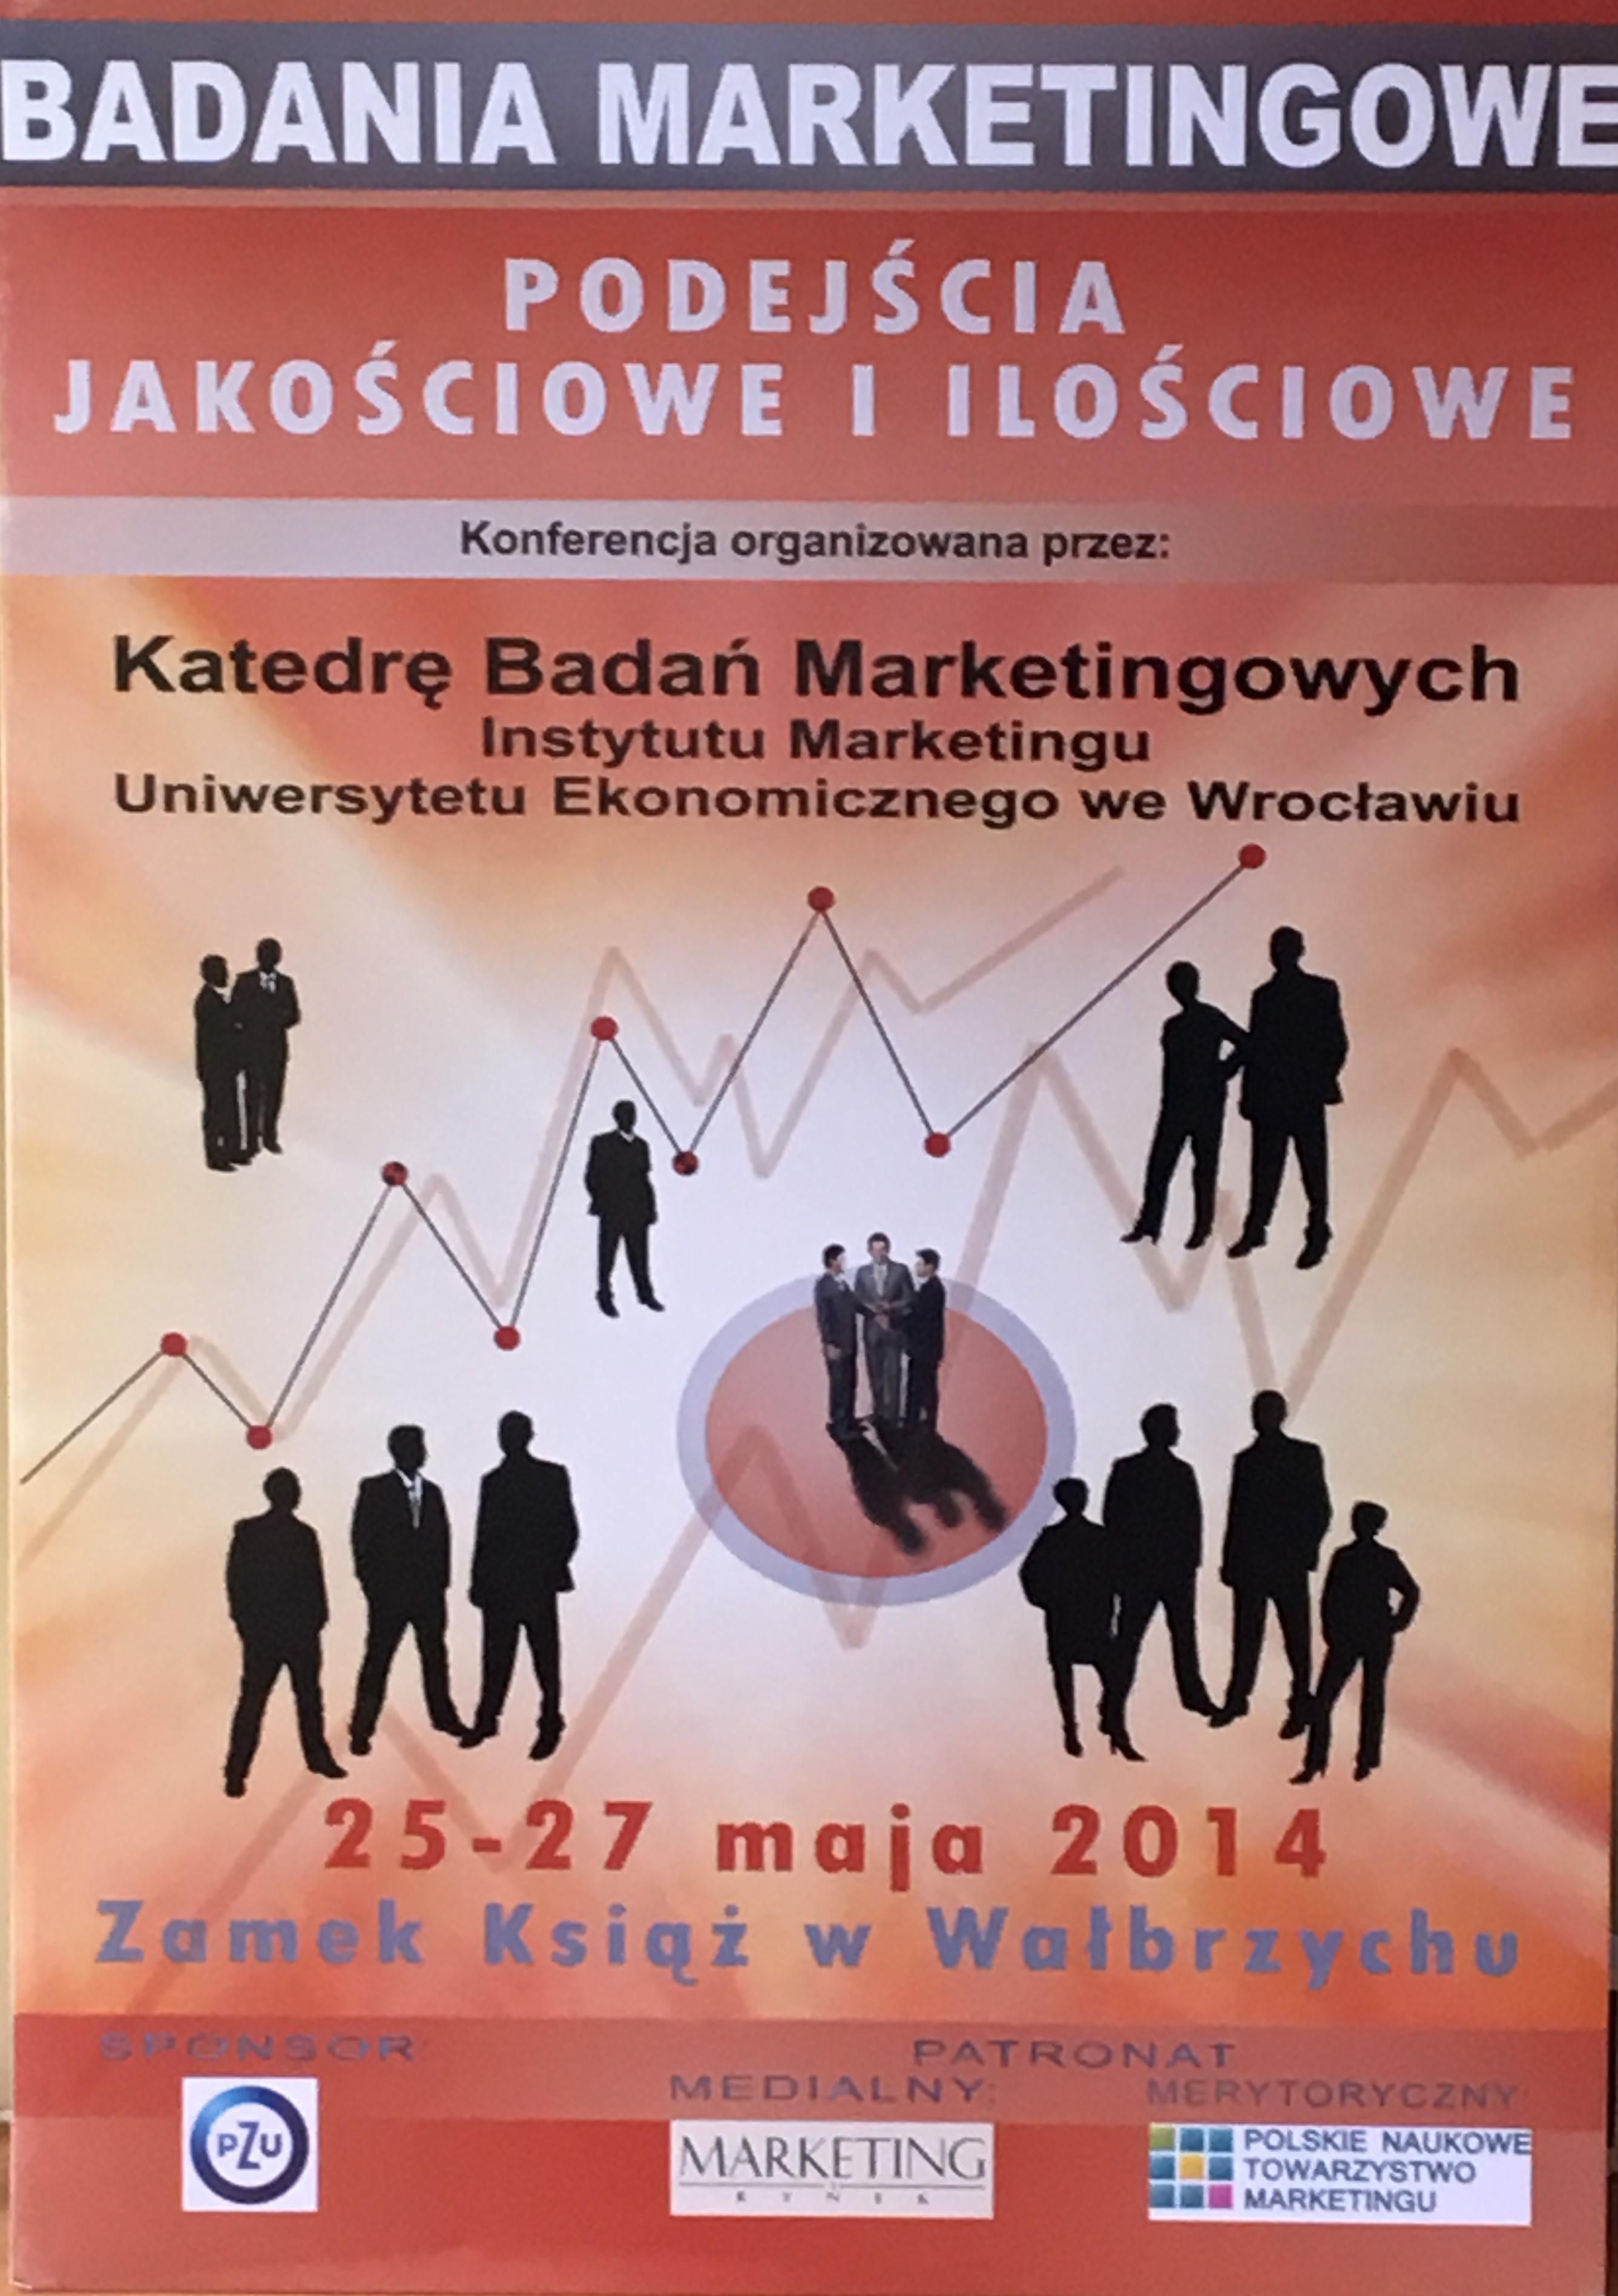 BADANIA MARKETINGOWE
PODEJŚCIA
JAKOŚCIOWE I ILOŚCIOWE
Konferencja organizowana przez:
Katedrę Badań Marketingowych
Instytutu Marketingu
Uniwersytetu Ekonomicznego we Wrocławiu
25-27 maja 2014
Zamek Książ w Wałbrzychu
SPONSOR:
PATRONAT
MEDIALNY:
MERYTORYCZNY:
PZU
MARKETING
RYNEK
POLSKIE NAUKOWE
TOWARZYSTWO
MARKETINGU